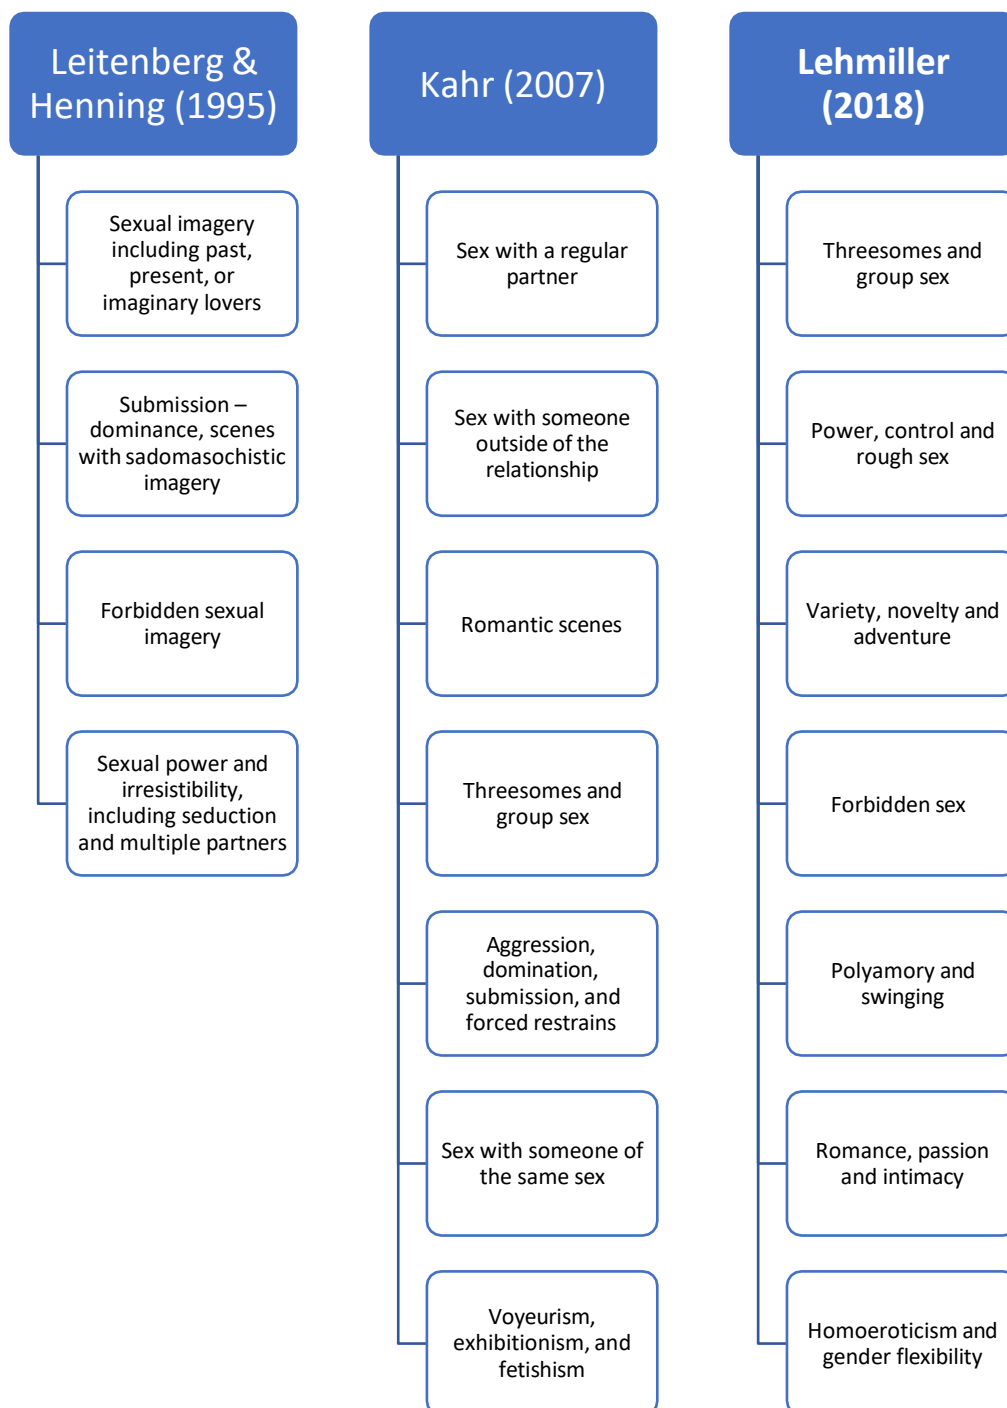 Leitenberg &
Henning (1995)
Sexual imagery
including past,
present, or
imaginary lovers
Submission –
dominance, scenes
with sadomasochistic
imagery
Forbidden sexual
imagery
Sexual power and
irresistibility,
including seduction
and multiple partners
Kahr (2007)
Sex with a regular
partner
Sex with someone
outside of the
relationship
Romantic scenes
Threesomes and
group sex
Aggression,
domination,
submission, and
forced restrains
Sex with someone of
the same sex
Voyeurism,
exhibitionism, and
fetishism
Lehmiller
(2018)
Threesomes and
group sex
Power, control and
rough sex
Variety, novelty and
adventure
Forbidden sex
Polyamory and
swinging
Romance, passion
and intimacy
Homoeroticism and
gender flexibility